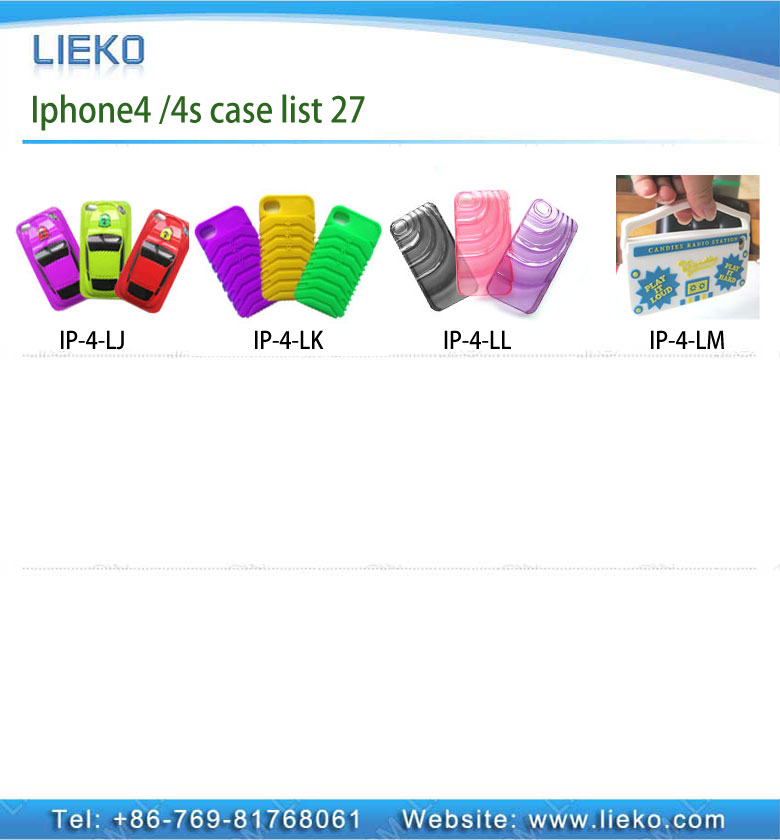 LIEKO
Iphone4 /4s case list 27
CANDIES RADIO STATION
Candies
PLAY IT LOUD
PLAY IT HARD
IP-4-LJ
IP-4-LK
IP-4-LL
IP-4-LM
Tel: +86-769-81768061
Website: www.lieko.com